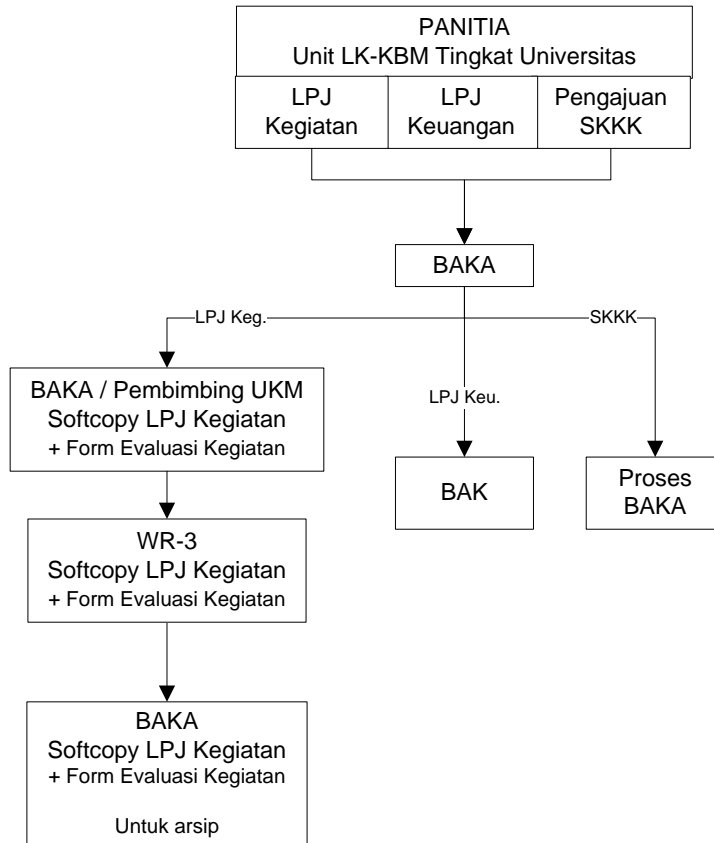 PANITIA
Unit LK-KBM Tingkat Universitas
LPJ
Kegiatan
LPJ
Keuangan
Pengajuan
SKKK
BAKA
LPJ Keg.
SKKK
LPJ Keu.
BAKA / Pembimbing UKM
Softcopy LPJ Kegiatan
+ Form Evaluasi Kegiatan
BAK
Proses
BAKA
WR-3
Softcopy LPJ Kegiatan
+ Form Evaluasi Kegiatan
BAKA
Softcopy LPJ Kegiatan
+ Form Evaluasi Kegiatan
Untuk arsip